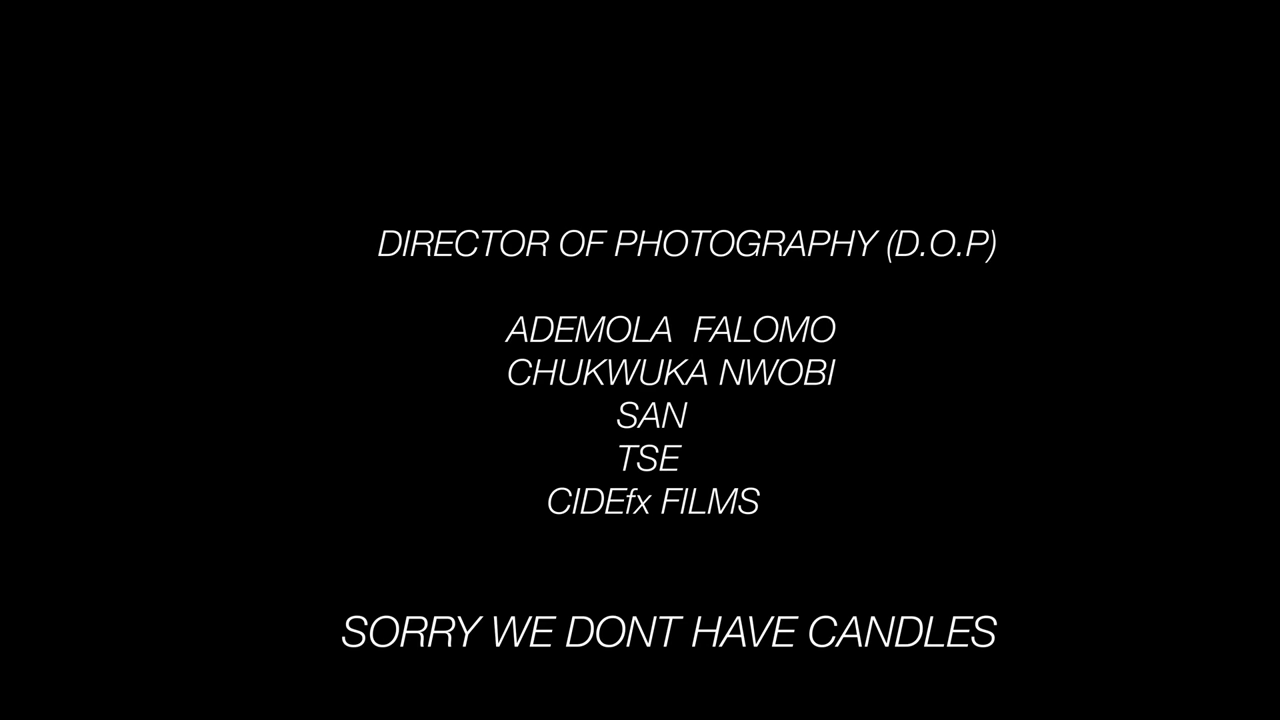 DIRECTOR OF PHOTOGRAPHY (D.O.P)
ADEMOLA FALOMO
CHUKWUKA NWOBI
SAN
TSE
CIDEfx FILMS
SORRY WE DONT HAVE CANDLES